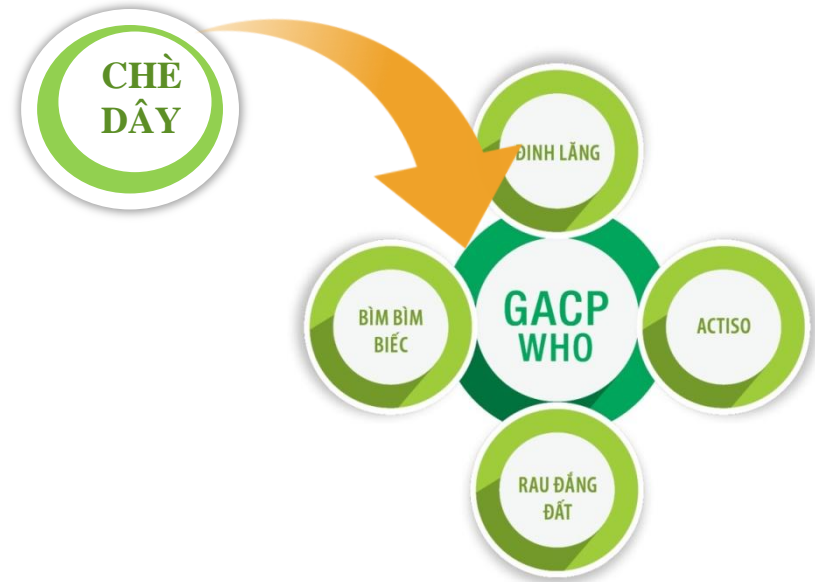 CHÈ
DÂY
ĐINH LĂNG
BÌM BÌM
BIẾC
GACP
WHO
ACTISO
RAU ĐẮNG
ĐẤT